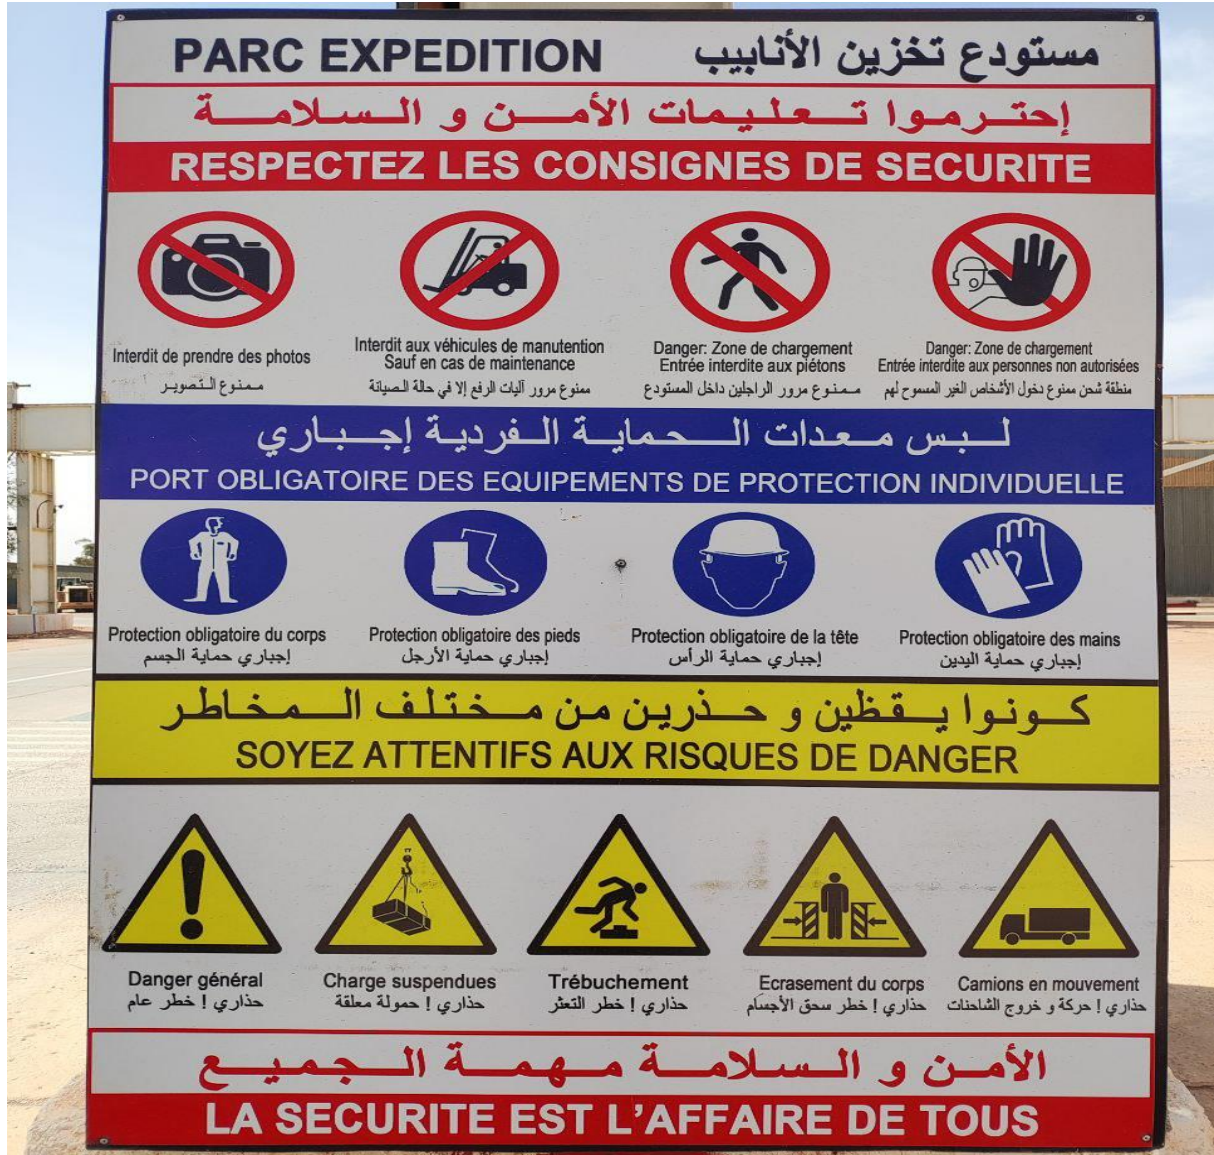 PARC EXPEDITION مستودع تخزين الأنابيب
إحترموا تعليمات الأمن و السلامة
RESPECTEZ LES CONSIGNES DE SECURITE
Interdit de prendre des photos
ممنوع التصوير
Interdit aux véhicules de manutention
Sauf en cas de maintenance
ممنوع مرور آليات الرفع إلا في حالة الصيانة
Danger: Zone de chargement
Entrée interdite aux piétons
ممنوع مرور الراجلين داخل المستودع
Danger: Zone de chargement
Entrée interdite aux personnes non autorisées
منطقة شحن ممنوع دخول الأشخاص الغير المسموح لهم
لبس معدات الحماية الفردية إجباري
PORT OBLIGATOIRE DES EQUIPEMENTS DE PROTECTION INDIVIDUELLE
Protection obligatoire du corps
إجباري حماية الجسم
Protection obligatoire des pieds
إجباري حماية الأرجل
Protection obligatoire de la tête
إجباري حماية الرأس
Protection obligatoire des mains
إجباري حماية اليدين
كونوا يقظين و حذرين من مختلف المخاطر
SOYEZ ATTENTIFS AUX RISQUES DE DANGER
Danger général
حذاري ! خطر عام
Charge suspendues
حذاري ! حمولة معلقة
Trébuchement
حذاري ! خطر التعثر
Ecrasement du corps
حذاري ! خطر سحق الأجسام
Camions en mouvement
حذاري ! حركة و خروج الشاحنات
الأمن و السلامة مهمة الجميع
LA SECURITE EST L'AFFAIRE DE TOUS